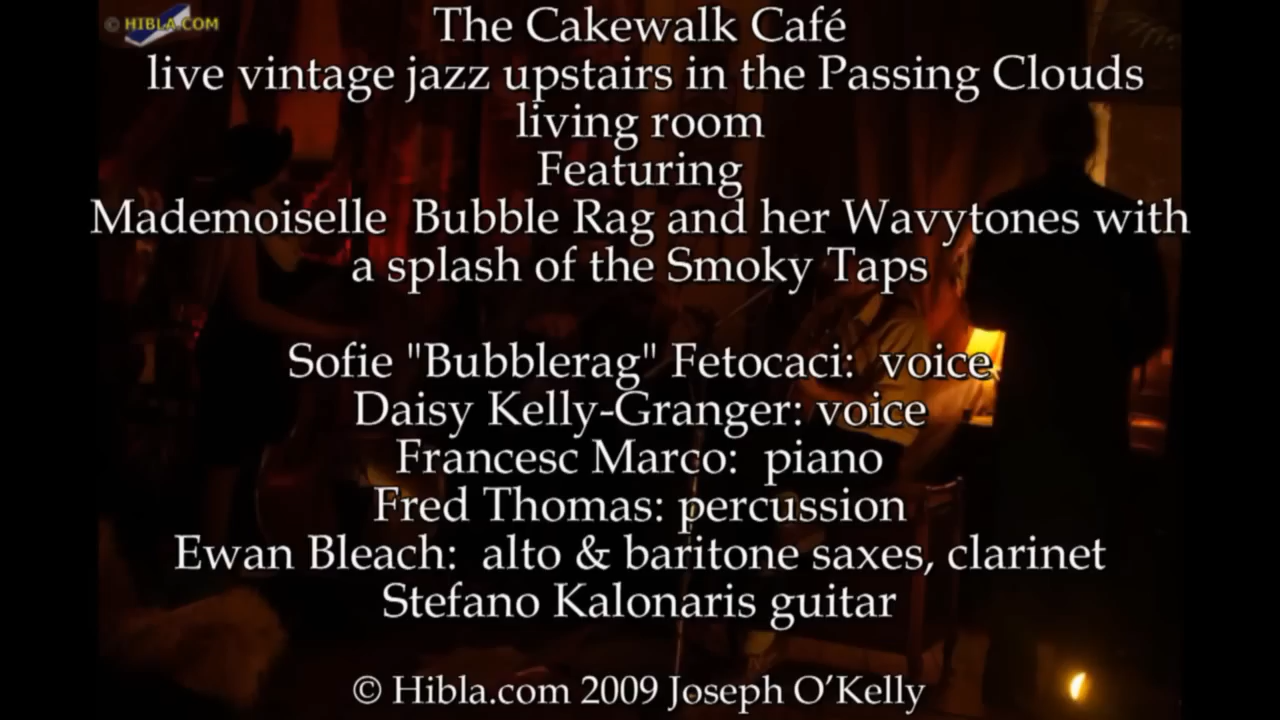 © HIBLA.COM
The Cakewalk Café
live vintage jazz upstairs in the Passing Clouds
living room
Featuring
Mademoiselle  Bubble Rag and her Wavytones with
a splash of the Smoky Taps
Sofie "Bubblerag" Fetocaci:  voice
Daisy Kelly-Granger: voice
Francesc Marco:  piano
Fred Thomas: percussion
Ewan Bleach:  alto & baritone saxes, clarinet
Stefano Kalonaris guitar
© Hibla.com 2009 Joseph O’Kelly